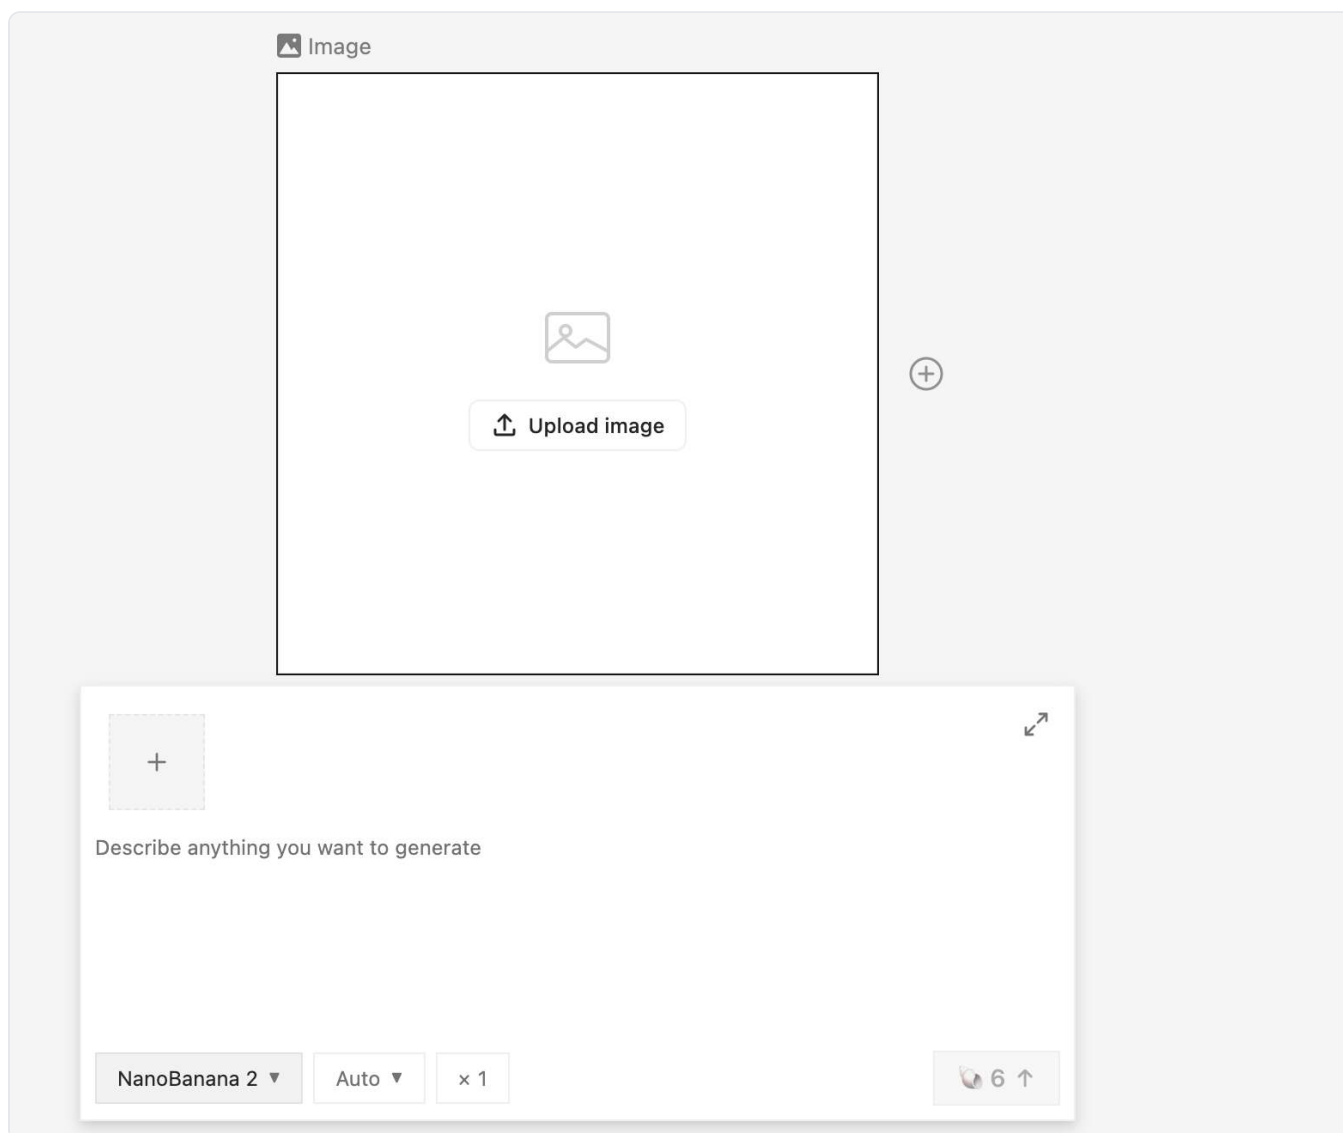 Image
Upload image
Describe anything you want to generate
NanoBanana 2 ▼ Auto ▼ × 1 6 ↑